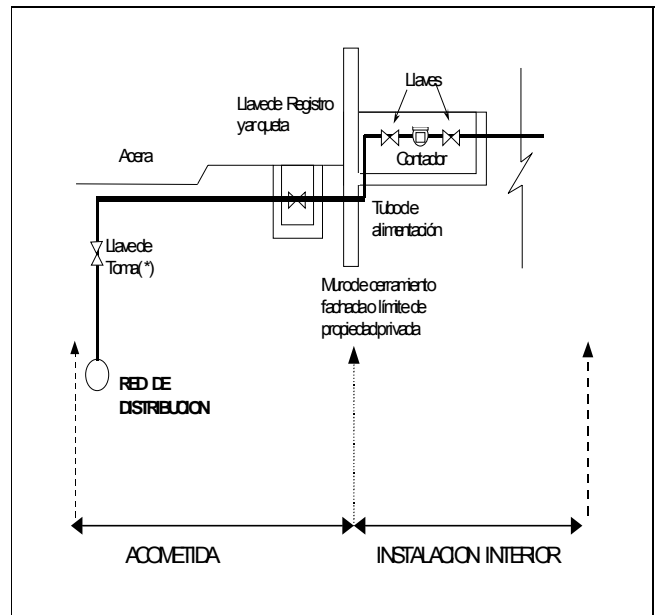 Llaves
Llave de Registro
y arqueta
Acera
Contador
Tubo de
alimentación
Llave de
Toma(*)
Muro de cerramiento
fachada o límite de
propiedad privada
RED DE
DISTRIBUCION
ACOMETIDA
INSTALACION INTERIOR